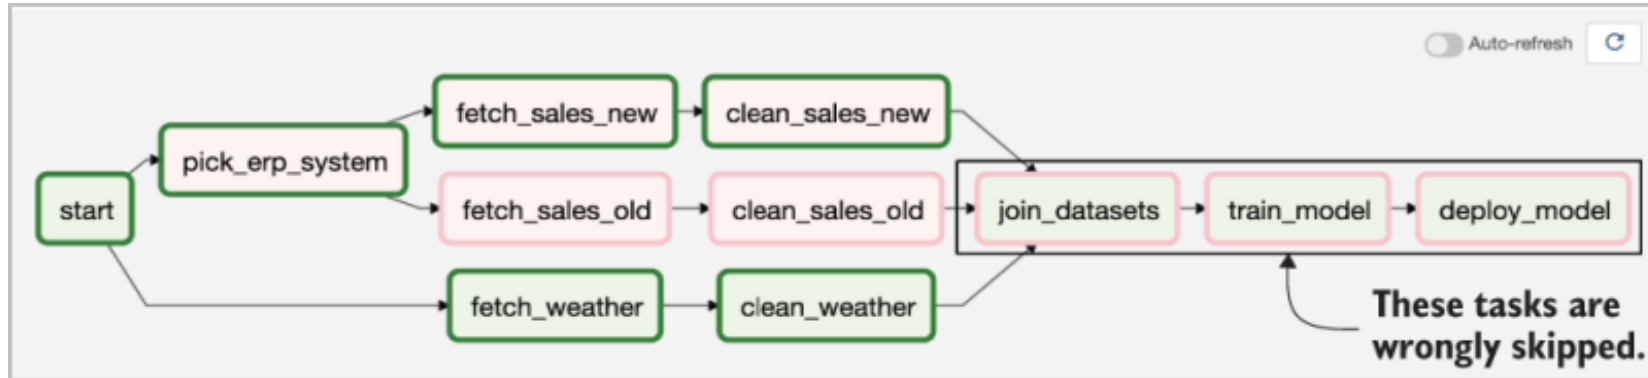 Auto-refresh
fetch_sales_new
clean_sales_new
pick_erp_system
start
fetch_sales_old
clean_sales_old
join_datasets
train_model
deploy_model
fetch_weather
clean_weather
These tasks are
wrongly skipped.